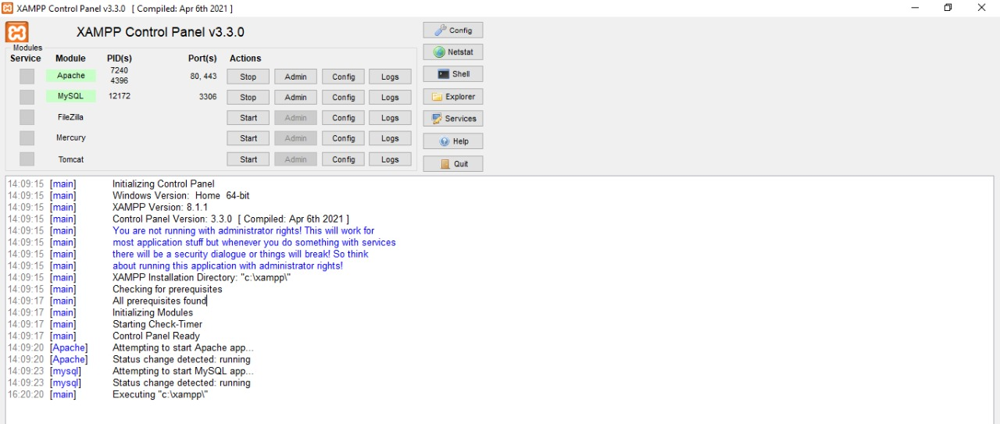 XAMPP Control Panel v3.3.0 [ Compiled: Apr 6th 2021 ]
XAMPP Control Panel v3.3.0
Config
Modules
Netstat
Service Module PID(s) Port(s) Actions
Apache 7240 4396 80, 443 Stop Admin Config Logs
Shell
MySQL 12172 3306 Stop Admin Config Logs
Explorer
FileZilla Start Admin Config Logs
Services
Mercury Start Admin Config Logs
Help
Tomcat Start Admin Config Logs
Quit
14:09:15 [main] Initializing Control Panel
14:09:15 [main] Windows Version: Home 64-bit
14:09:15 [main] XAMPP Version: 8.1.1
14:09:15 [main] Control Panel Version: 3.3.0 [ Compiled: Apr 6th 2021 ]
14:09:15 [main] You are not running with administrator rights! This will work for
14:09:15 [main] most application stuff but whenever you do something with services
14:09:15 [main] there will be a security dialogue or things will break! So think
14:09:15 [main] about running this application with administrator rights!
14:09:15 [main] XAMPP Installation Directory: "c:\xampp\"
14:09:15 [main] Checking for prerequisites
14:09:17 [main] All prerequisites found
14:09:17 [main] Initializing Modules
14:09:17 [main] Starting Check-Timer
14:09:17 [main] Control Panel Ready
14:09:20 [Apache] Attempting to start Apache app...
14:09:20 [Apache] Status change detected: running
14:09:23 [mysql] Attempting to start MySQL app...
14:09:23 [mysql] Status change detected: running
16:20:20 [main] Executing "c:\xampp\"